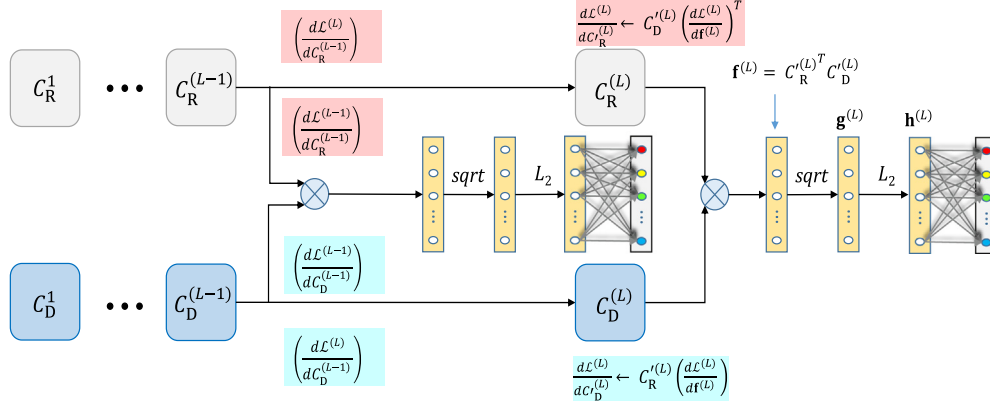 (dℒ^(L) / dC_R^(L−1))
dℒ^(L) / dC′_R^(L) ← C′_D^(L) (dℒ^(L) / d𝐟^(L))^T
C_R^1 ••• C_R^(L−1)
C_R^(L)
𝐟^(L) = C′_R^(L)^T C′_D^(L)
(dℒ^(L−1) / dC_R^(L−1))
𝐠^(L) 𝐡^(L)
sqrt L_2 sqrt L_2
(dℒ^(L−1) / dC_D^(L−1))
C_D^1 ••• C_D^(L−1)
C_D^(L)
(dℒ^(L) / dC_D^(L−1))
dℒ^(L) / dC′_D^(L) ← C′_R^(L) (dℒ^(L) / d𝐟^(L))